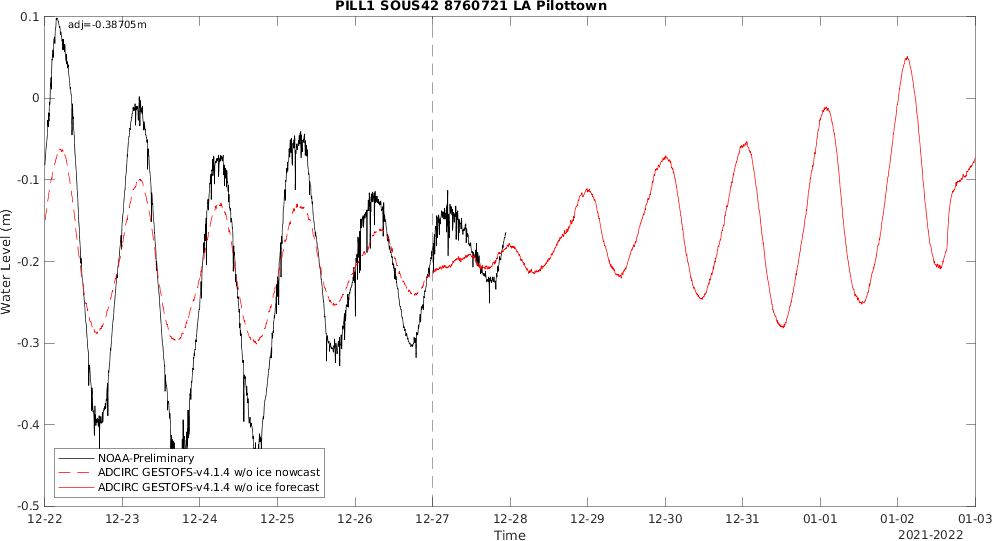 PILL1 SOUS42 8760721 LA Pilottown
adj=-0.38705m
0.1
0
-0.1
-0.2
-0.3
-0.4
-0.5
Water Level (m)
NOAA-Preliminary
ADCIRC GESTOFS-v4.1.4 w/o ice nowcast
ADCIRC GESTOFS-v4.1.4 w/o ice forecast
12-22 12-23 12-24 12-25 12-26 12-27 12-28 12-29 12-30 12-31 01-01 01-02 01-03
Time
2021-2022